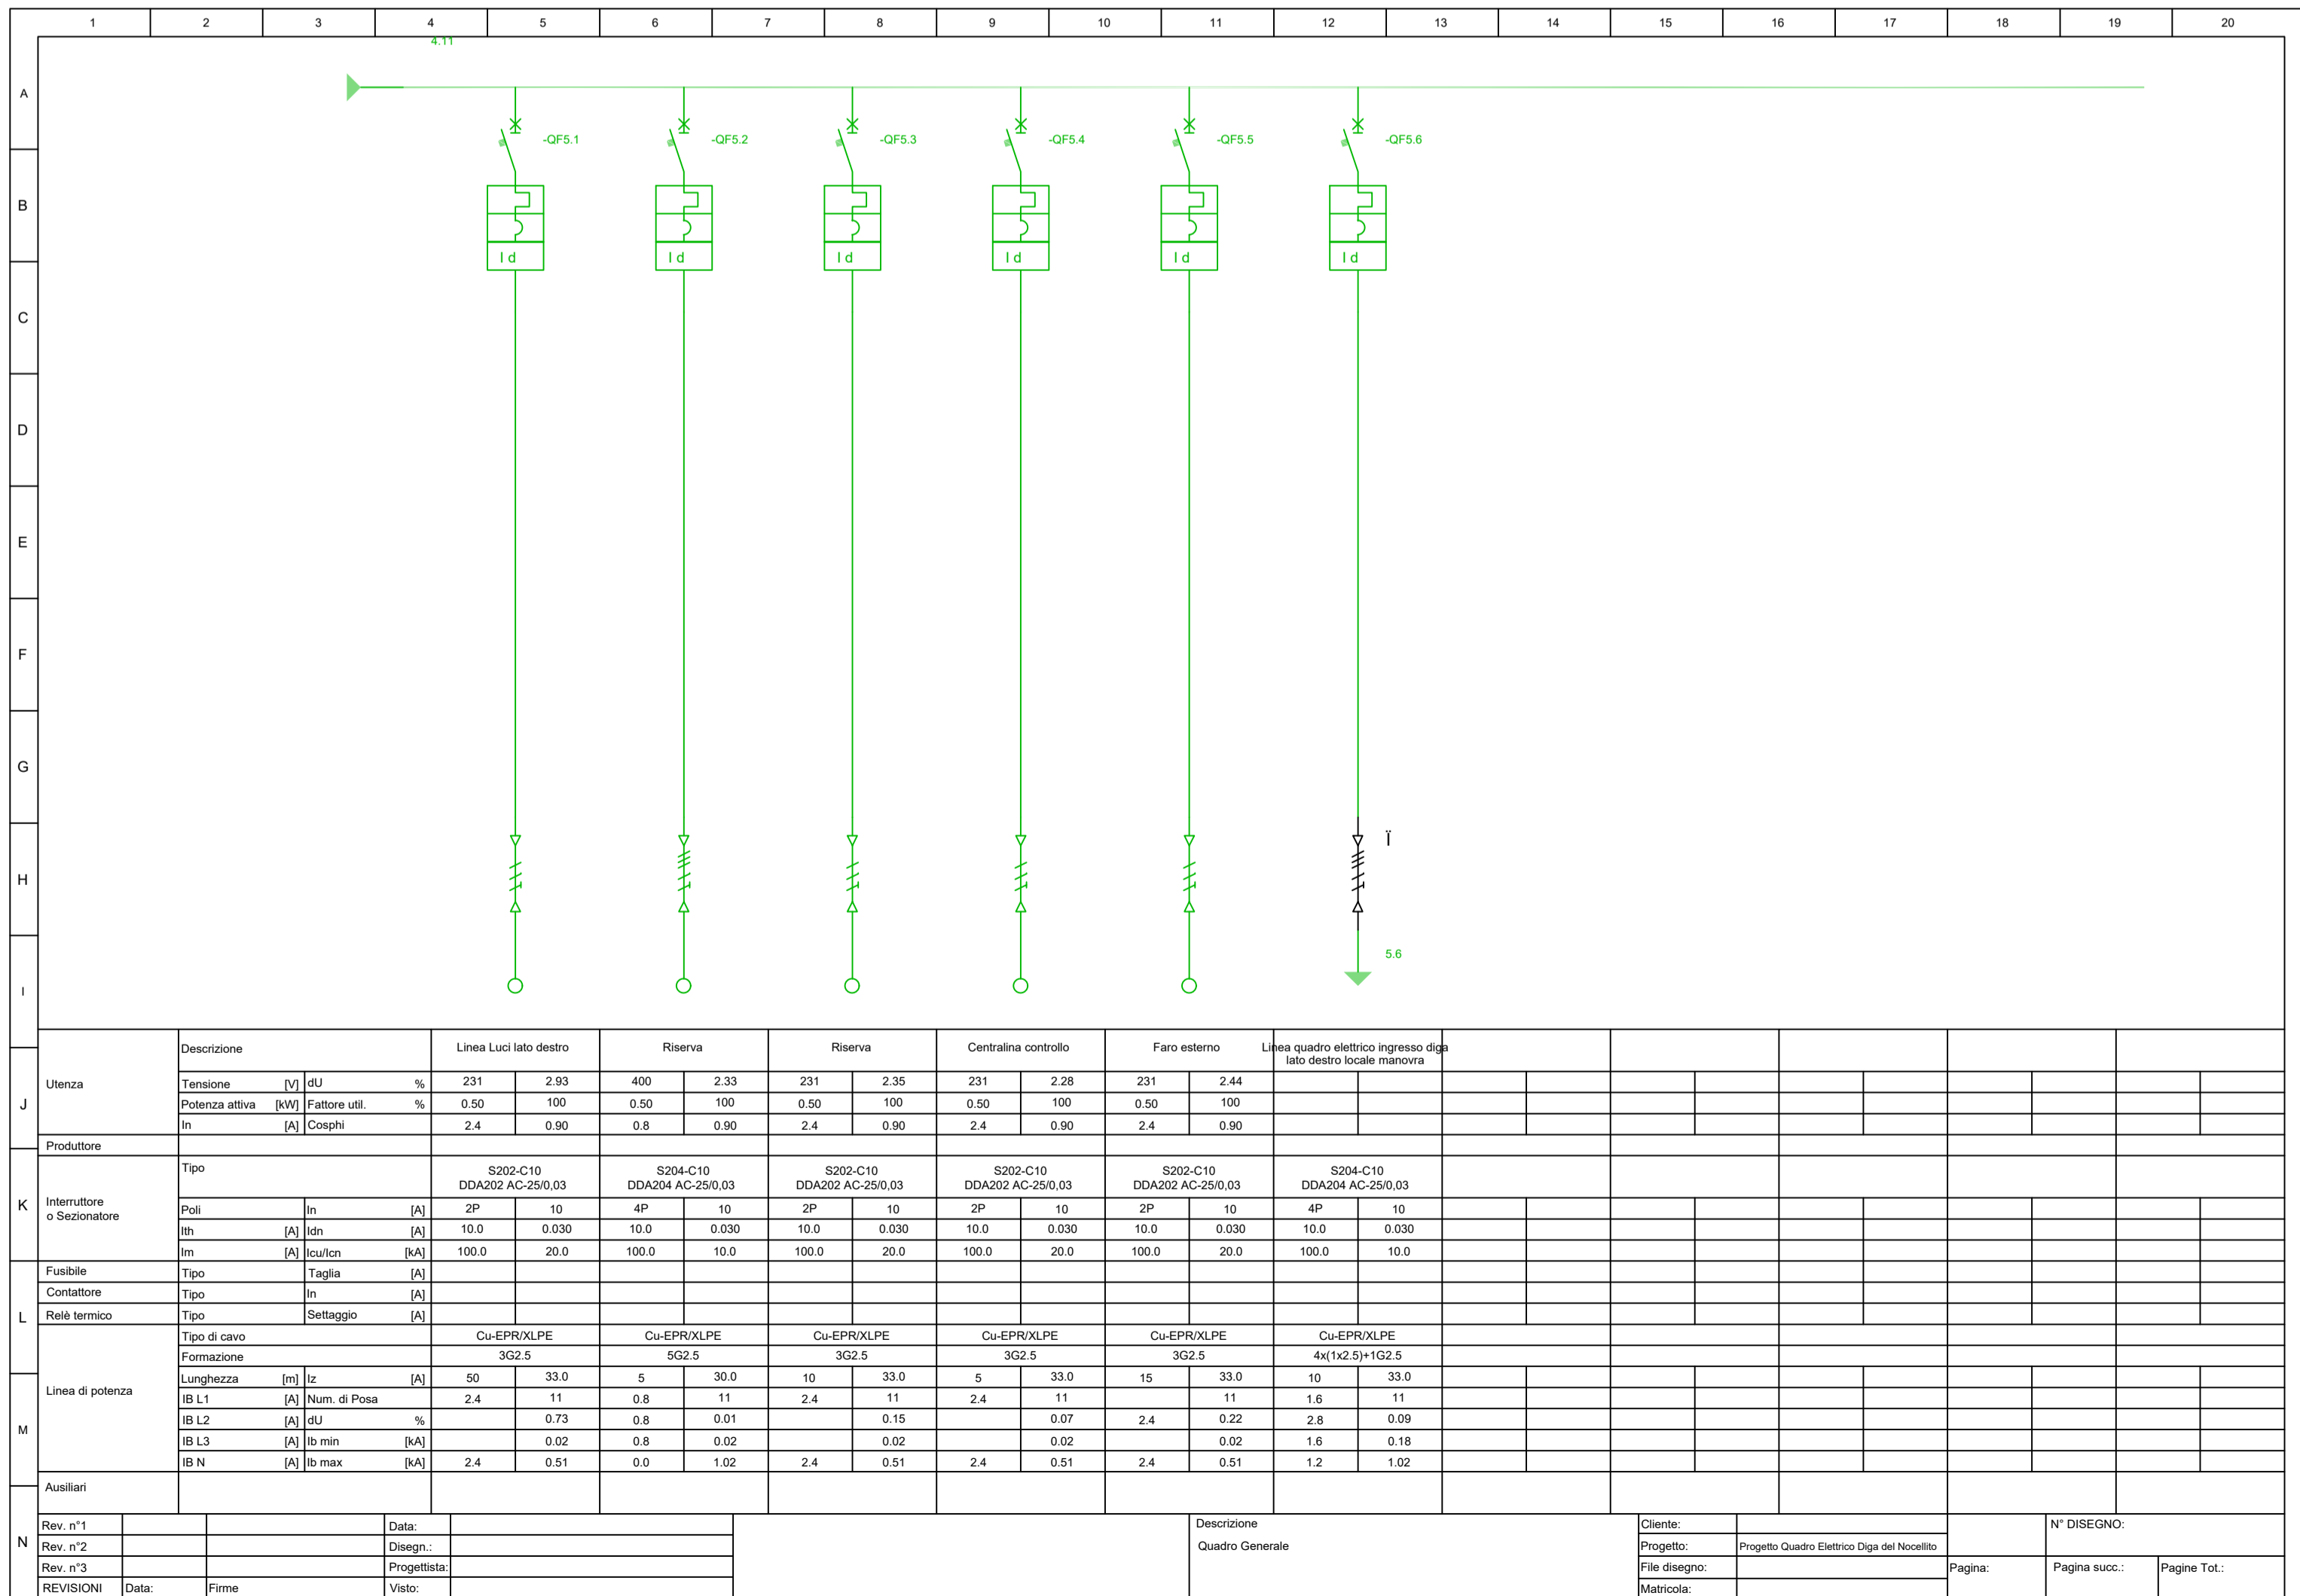 1 2 3 4 5 6 7 8 9 10 11 12 13 14 15 16 17 18 19 20
4.11
A
-QF5.1 -QF5.2 -QF5.3 -QF5.4 -QF5.5 -QF5.6
B
I d I d I d I d I d I d
C
D
E
F
G
H
Ï
5.6
I
J
K
L
M
N
Utenza
Descrizione Linea Luci lato destro Riserva Riserva Centralina controllo Faro esterno Linea quadro elettrico ingresso diga
lato destro locale manovra
Tensione [V] dU % 231 2.93 400 2.33 231 2.35 231 2.28 231 2.44
Potenza attiva [kW] Fattore util. % 0.50 100 0.50 100 0.50 100 0.50 100 0.50 100
In [A] Cosphi 2.4 0.90 0.8 0.90 2.4 0.90 2.4 0.90 2.4 0.90
Produttore
Interruttore
o Sezionatore
Tipo S202-C10 S204-C10 S202-C10 S202-C10 S202-C10 S204-C10
DDA202 AC-25/0,03 DDA204 AC-25/0,03 DDA202 AC-25/0,03 DDA202 AC-25/0,03 DDA202 AC-25/0,03 DDA204 AC-25/0,03
Poli In [A] 2P 10 4P 10 2P 10 2P 10 2P 10 4P 10
Ith [A] Idn [A] 10.0 0.030 10.0 0.030 10.0 0.030 10.0 0.030 10.0 0.030 10.0 0.030
Im [A] Icu/Icn [kA] 100.0 20.0 100.0 10.0 100.0 20.0 100.0 20.0 100.0 20.0 100.0 10.0
Fusibile Tipo Taglia [A]
Contattore Tipo In [A]
Relè termico Tipo Settaggio [A]
Linea di potenza
Tipo di cavo Cu-EPR/XLPE Cu-EPR/XLPE Cu-EPR/XLPE Cu-EPR/XLPE Cu-EPR/XLPE Cu-EPR/XLPE
Formazione 3G2.5 5G2.5 3G2.5 3G2.5 3G2.5 4x(1x2.5)+1G2.5
Lunghezza [m] Iz [A] 50 33.0 5 30.0 10 33.0 5 33.0 15 33.0 10 33.0
IB L1 [A] Num. di Posa 2.4 11 0.8 11 2.4 11 2.4 11 11 1.6 11
IB L2 [A] dU % 0.73 0.8 0.01 0.15 0.07 2.4 0.22 2.8 0.09
IB L3 [A] Ib min [kA] 0.02 0.8 0.02 0.02 0.02 0.02 1.6 0.18
IB N [A] Ib max [kA] 2.4 0.51 0.0 1.02 2.4 0.51 2.4 0.51 2.4 0.51 1.2 1.02
Ausiliari
Rev. n°1 Data:
Rev. n°2 Disegn.:
Rev. n°3 Progettista:
REVISIONI Data: Firme Visto:
Descrizione
Quadro Generale
Cliente:
Progetto: Progetto Quadro Elettrico Diga del Nocellito
File disegno:
Matricola:
N° DISEGNO:
Pagina: Pagina succ.: Pagine Tot.: